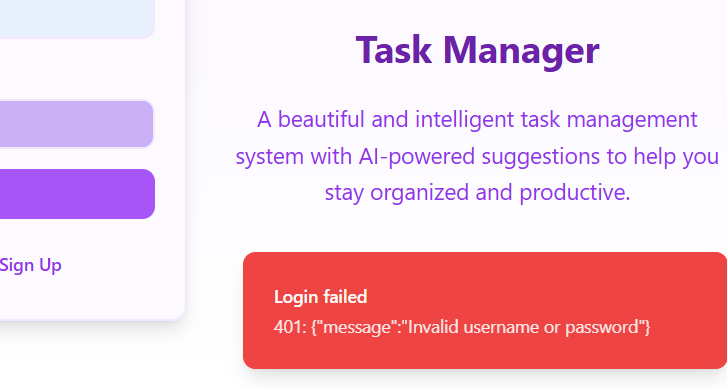 Task Manager
A beautiful and intelligent task management
system with AI-powered suggestions to help you
stay organized and productive.
Sign Up
Login failed
401: {"message":"Invalid username or password"}